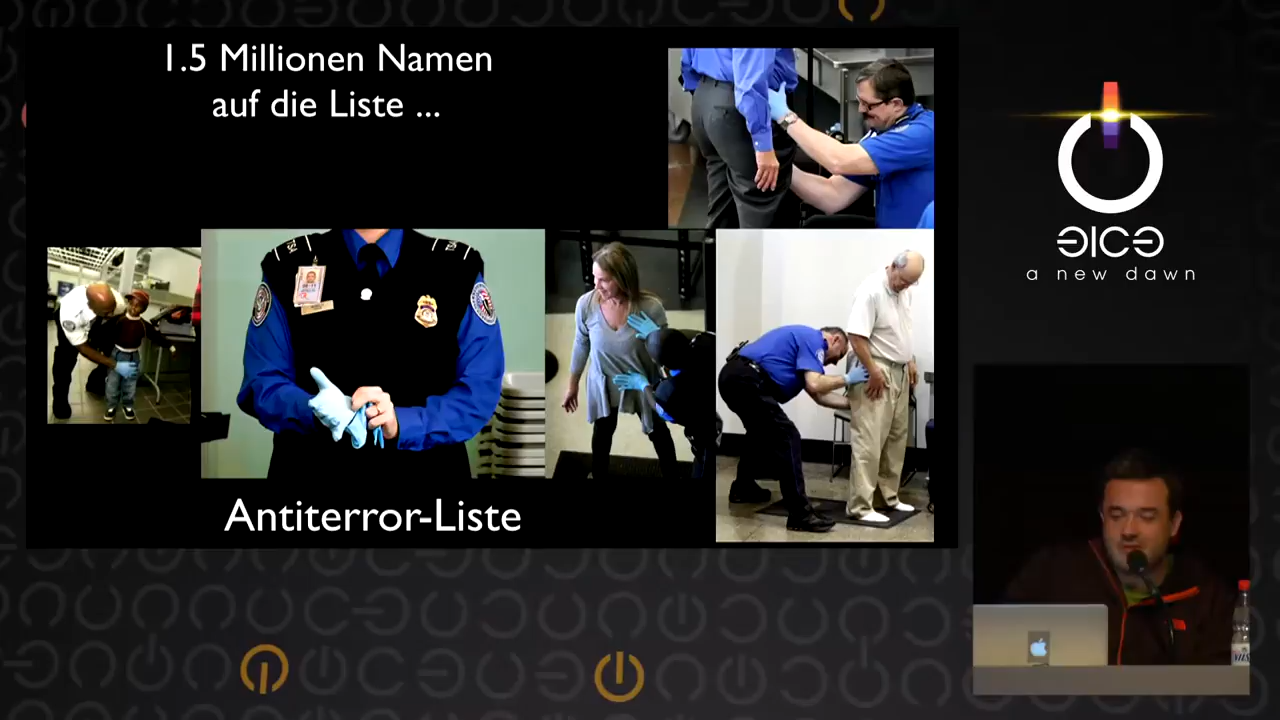 1.5 Millionen Namen
auf die Liste ...
Antiterror-Liste
a new dawn